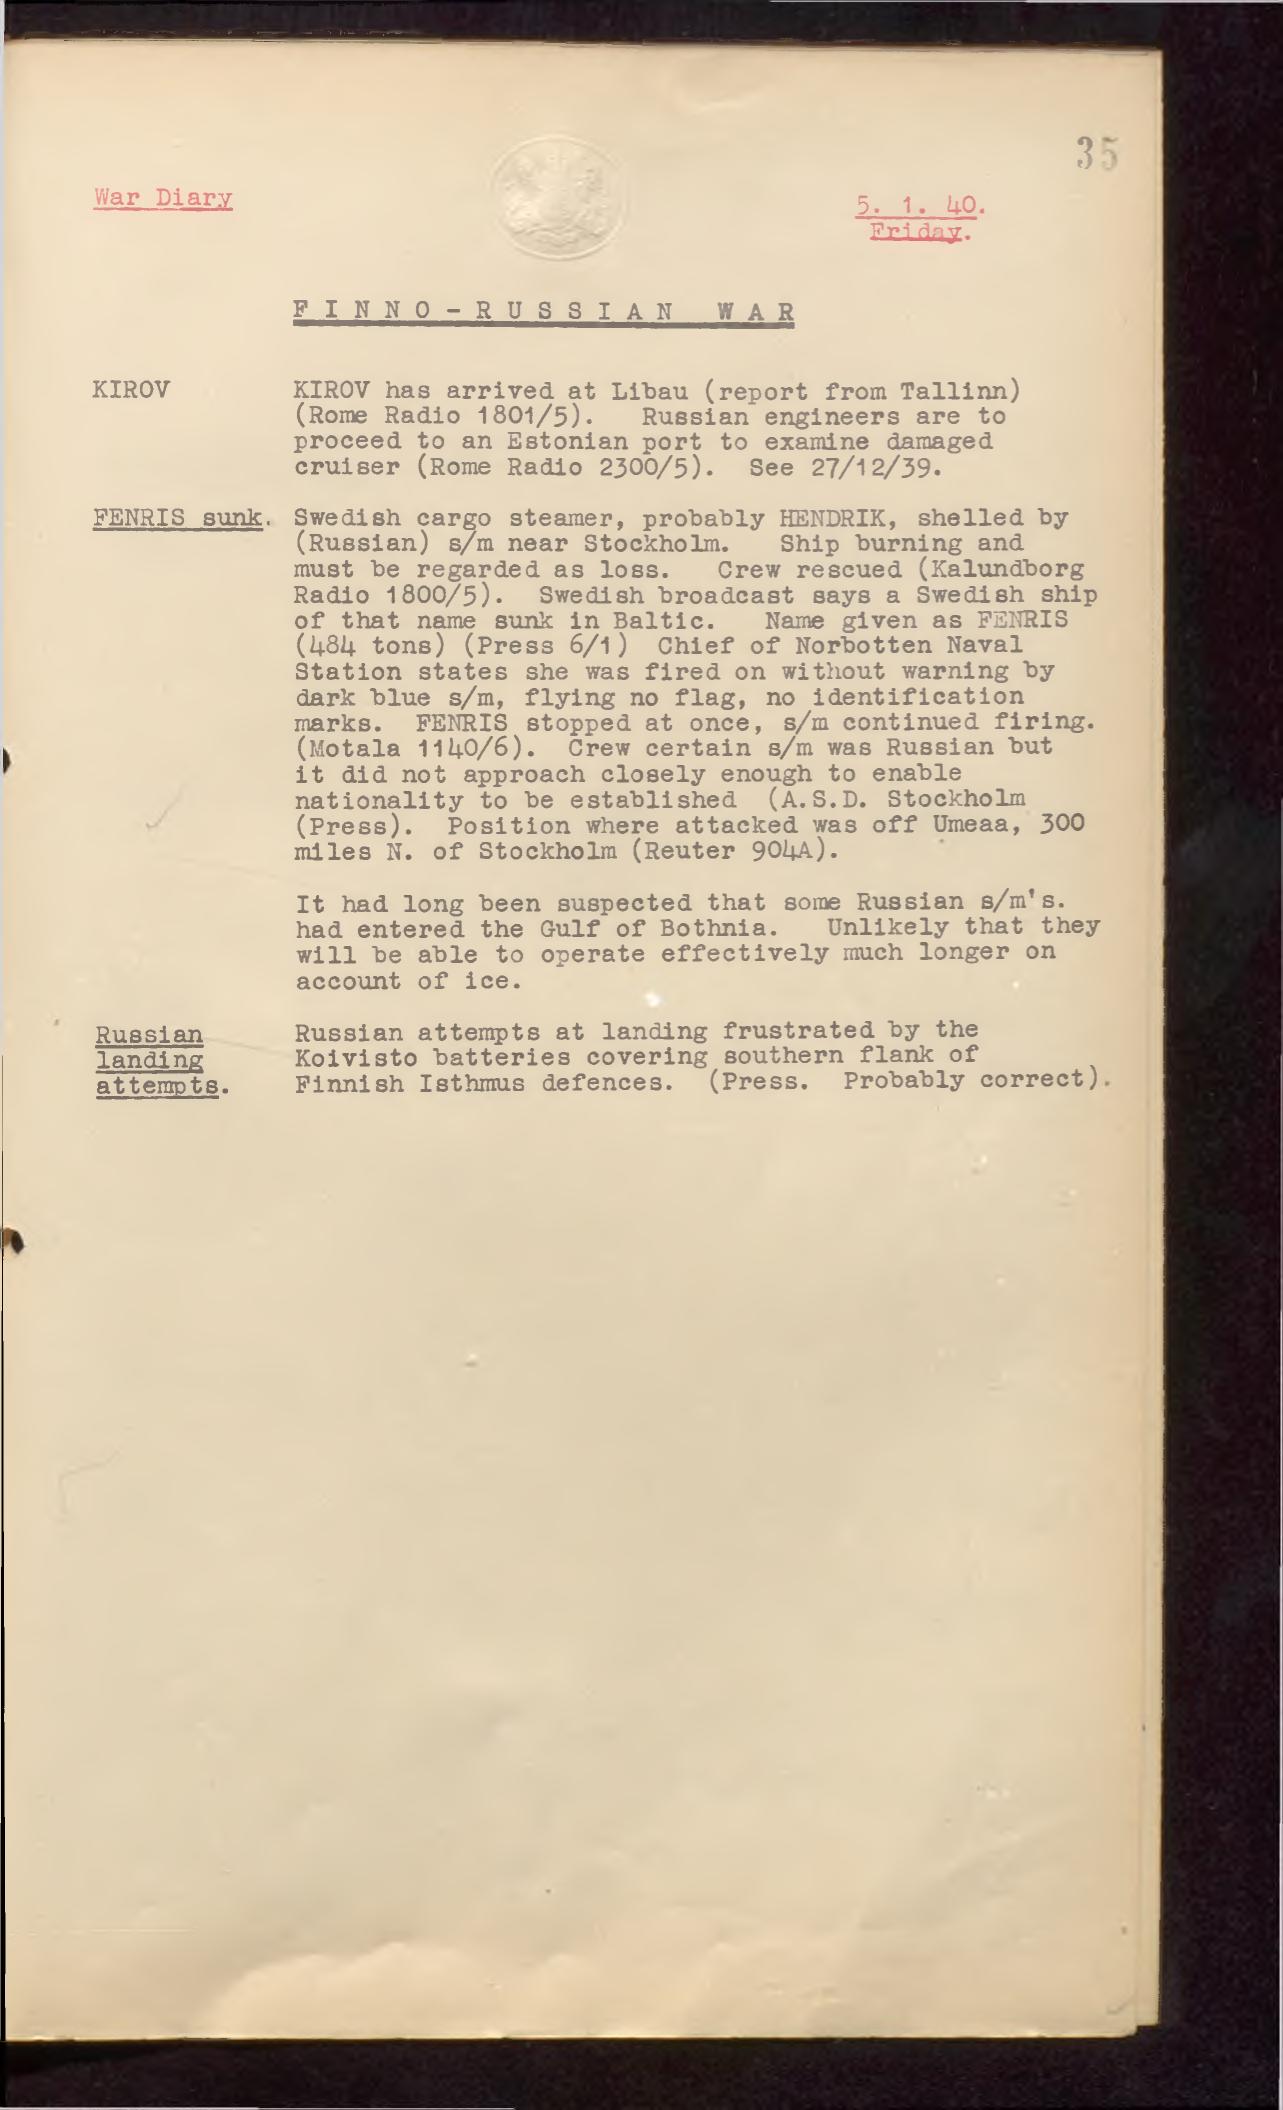 35
War Diary
5. 1. 40.
Friday.
FINNO-RUSSIAN WAR
KIROV
KIROV has arrived at Libau (report from Tallinn)
(Rome Radio 1801/5). Russian engineers are to
proceed to an Estonian port to examine damaged
cruiser (Rome Radio 2300/5). See 27/12/39.
FENRIS sunk.
Swedish cargo steamer, probably HENDRIK, shelled by
(Russian) s/m near Stockholm. Ship burning and
must be regarded as loss. Crew rescued (Kalundborg
Radio 1800/5). Swedish broadcast says a Swedish ship
of that name sunk in Baltic. Name given as FENRIS
(484 tons) (Press 6/1) Chief of Norbotten Naval
Station states she was fired on without warning by
dark blue s/m, flying no flag, no identification
marks. FENRIS stopped at once, s/m continued firing.
(Motala 1140/6). Crew certain s/m was Russian but
it did not approach closely enough to enable
nationality to be established (A.S.D. Stockholm
(Press). Position where attacked was off Umeaa, 300
miles N. of Stockholm (Reuter 904A).
It had long been suspected that some Russian s/m's.
had entered the Gulf of Bothnia. Unlikely that they
will be able to operate effectively much longer on
account of ice.
Russian
landing
attempts.
Russian attempts at landing frustrated by the
Koivisto batteries covering southern flank of
Finnish Isthmus defences. (Press. Probably correct).